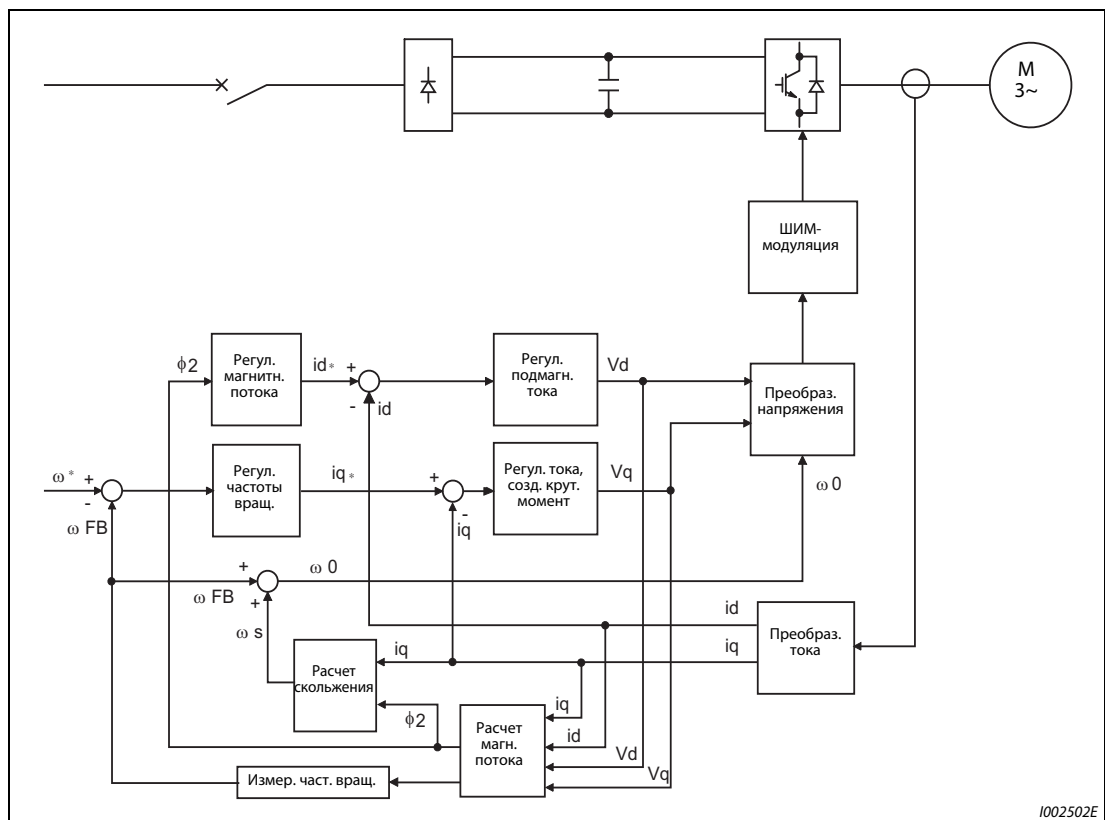 M
3~
ШИМ-
модуляция
ϕ2
Регул.
магнитн.
потока
id*
+
-
id
Регул.
подмагн.
тока
Vd
Преобраз.
напряжения
ω*
+
-
ω FB
Регул.
частоты
вращ.
iq*
+
-
iq
Регул. тока,
созд. крут.
момент
Vq
ω 0
+
ω FB
+
ω 0
ω s
id
iq
Преобраз.
тока
Расчет
скольжения
iq
ϕ2
iq
id
Vd
Vq
Расчет
магн.
потока
Измер. част. вращ.
I002502E